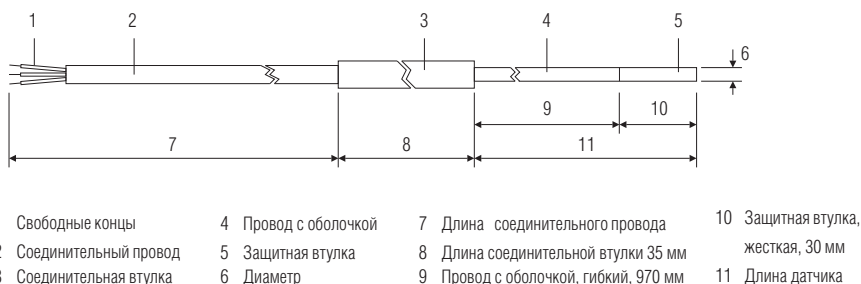 1 2 3 4 5
6
9 10
7 8 11
Свободные концы
2 Соединительный провод
3 Соединительная втулка
4 Провод с оболочкой
5 Защитная втулка
6 Диаметр
7 Длина соединительного провода
8 Длина соединительной втулки 35 мм
9 Провод с оболочкой, гибкий, 970 мм
10 Защитная втулка,
жесткая, 30 мм
11 Длина датчика